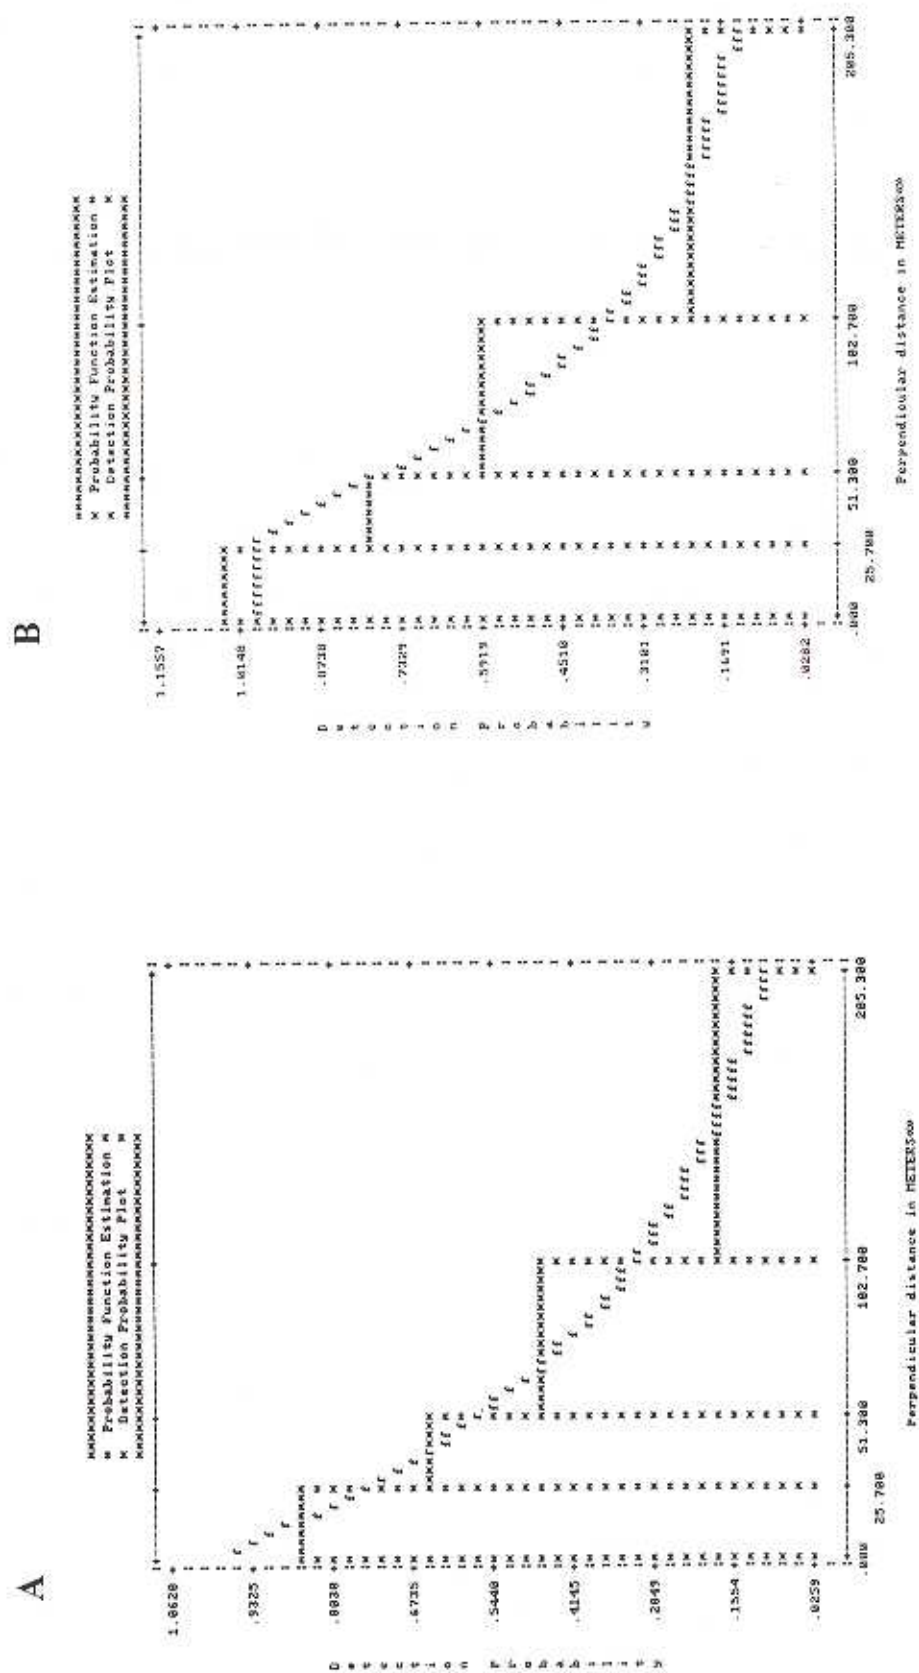 A
Probability Function Estimation
Detection Probability Plot
Detection Probability
1.0620
.9325
.8030
.6735
.5440
.4145
.2849
.1554
.0259
.000
25.700
51.300
102.700
205.300
Perpendicular distance in METERS
B
Probability Function Estimation
Detection Probability Plot
Detection Probability
1.1557
1.0148
.8738
.7329
.5919
.4510
.3101
.1691
.0282
.000
25.700
51.300
102.700
205.300
Perpendicular distance in METERS